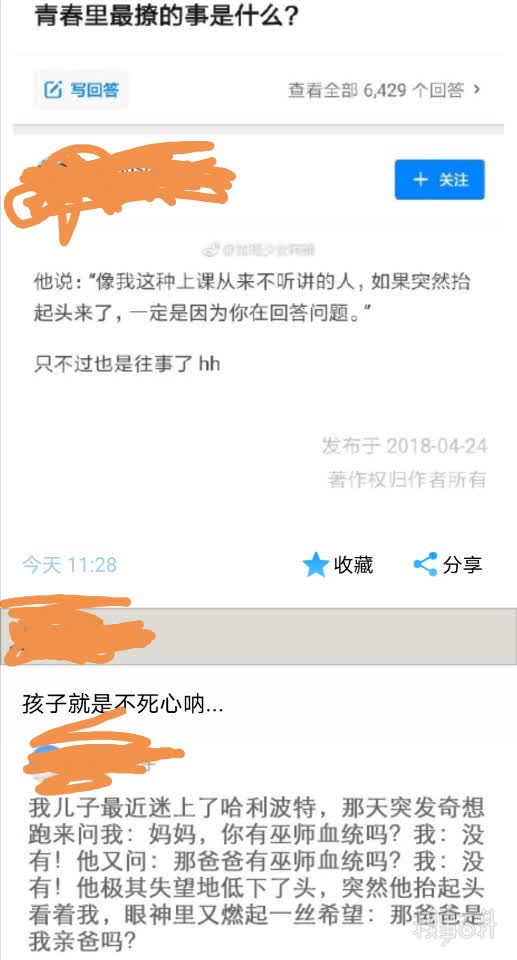 青春里最撩的事是什么?
写回答
查看全部 6,429 个回答 >
+ 关注
他说：“像我这种上课从来不听讲的人，如果突然抬
起头来了，一定是因为你在回答问题。”
只不过也是往事了 hh
发布于 2018-04-24
著作权归作者所有
今天 11:28
收藏
分享
孩子就是不死心呐...
我儿子最近迷上了哈利波特，那天突发奇想
跑来问我：妈妈，你有巫师血统吗？我：没
有！他又问：那爸爸有巫师血统吗？我：没
有！他极其失望地低下了头，突然他抬起头
看着我，眼神里又燃起一丝希望：那爸爸是
我亲爸吗？